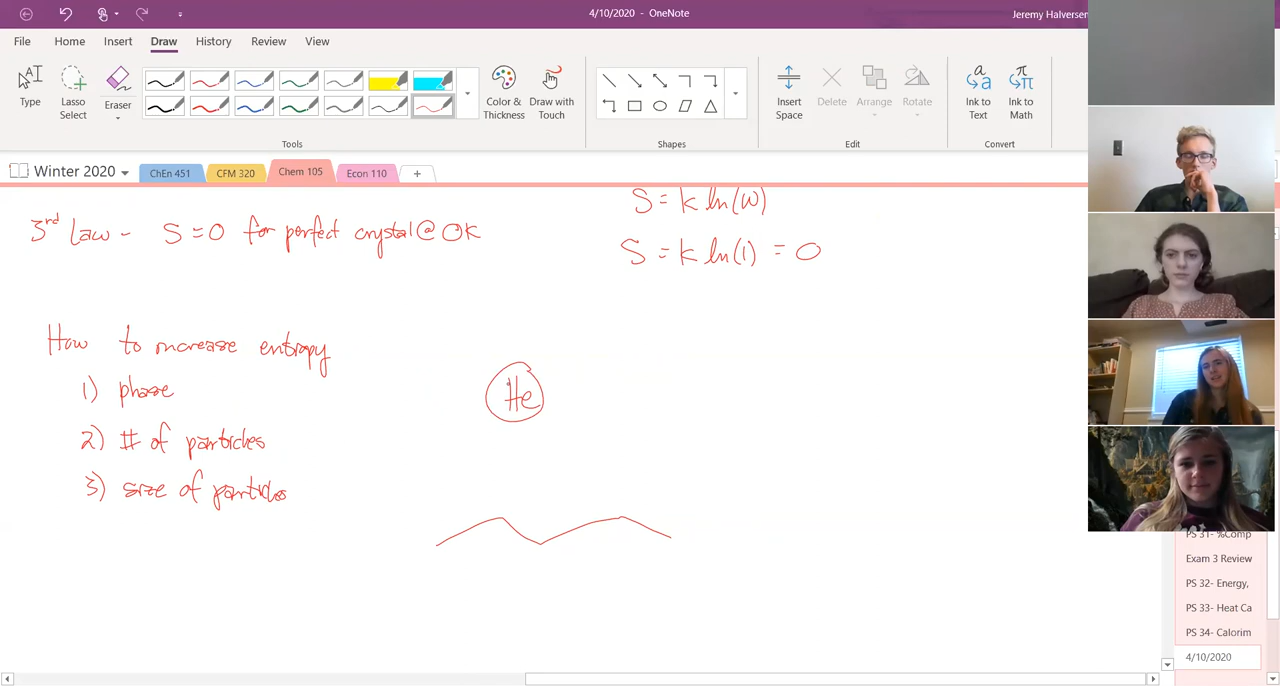 4/10/2020 - OneNote
Jeremy Halversen
File Home Insert Draw History Review View
Type
Lasso Select
Eraser
Color & Thickness
Draw with Touch
Insert Space
Delete
Arrange
Rotate
Ink to Text
Ink to Math
Tools
Shapes
Edit
Convert
Winter 2020
ChEn 451
CFM 320
Chem 105
Econ 110
S = k ln(W)
3rd Law - S = 0 for perfect crystal @ 0K
S = k ln(1) = 0
How to increase entropy
1) phase
He
2) # of particles
3) size of particles
PS 31- %Comp
Exam 3 Review
PS 32- Energy,
PS 33- Heat Ca
PS 34- Calorim
4/10/2020